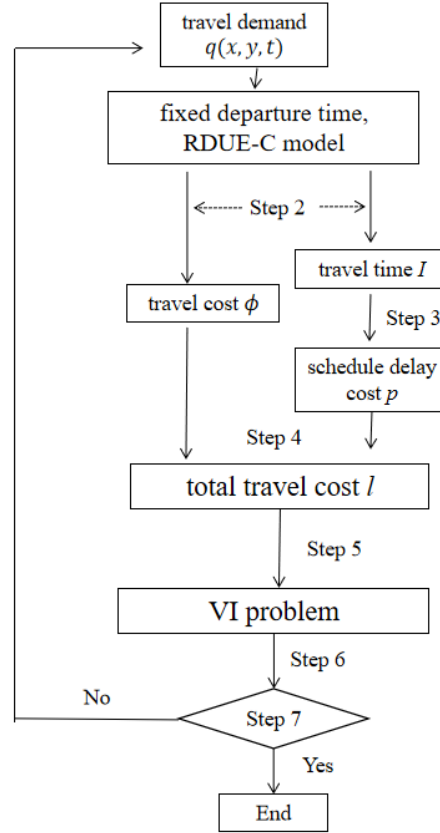 travel demand
q(x, y, t)
fixed departure time,
RDUE-C model
Step 2
travel time I
travel cost ϕ
Step 3
schedule delay
cost p
Step 4
total travel cost l
Step 5
VI problem
Step 6
No
Step 7
Yes
End